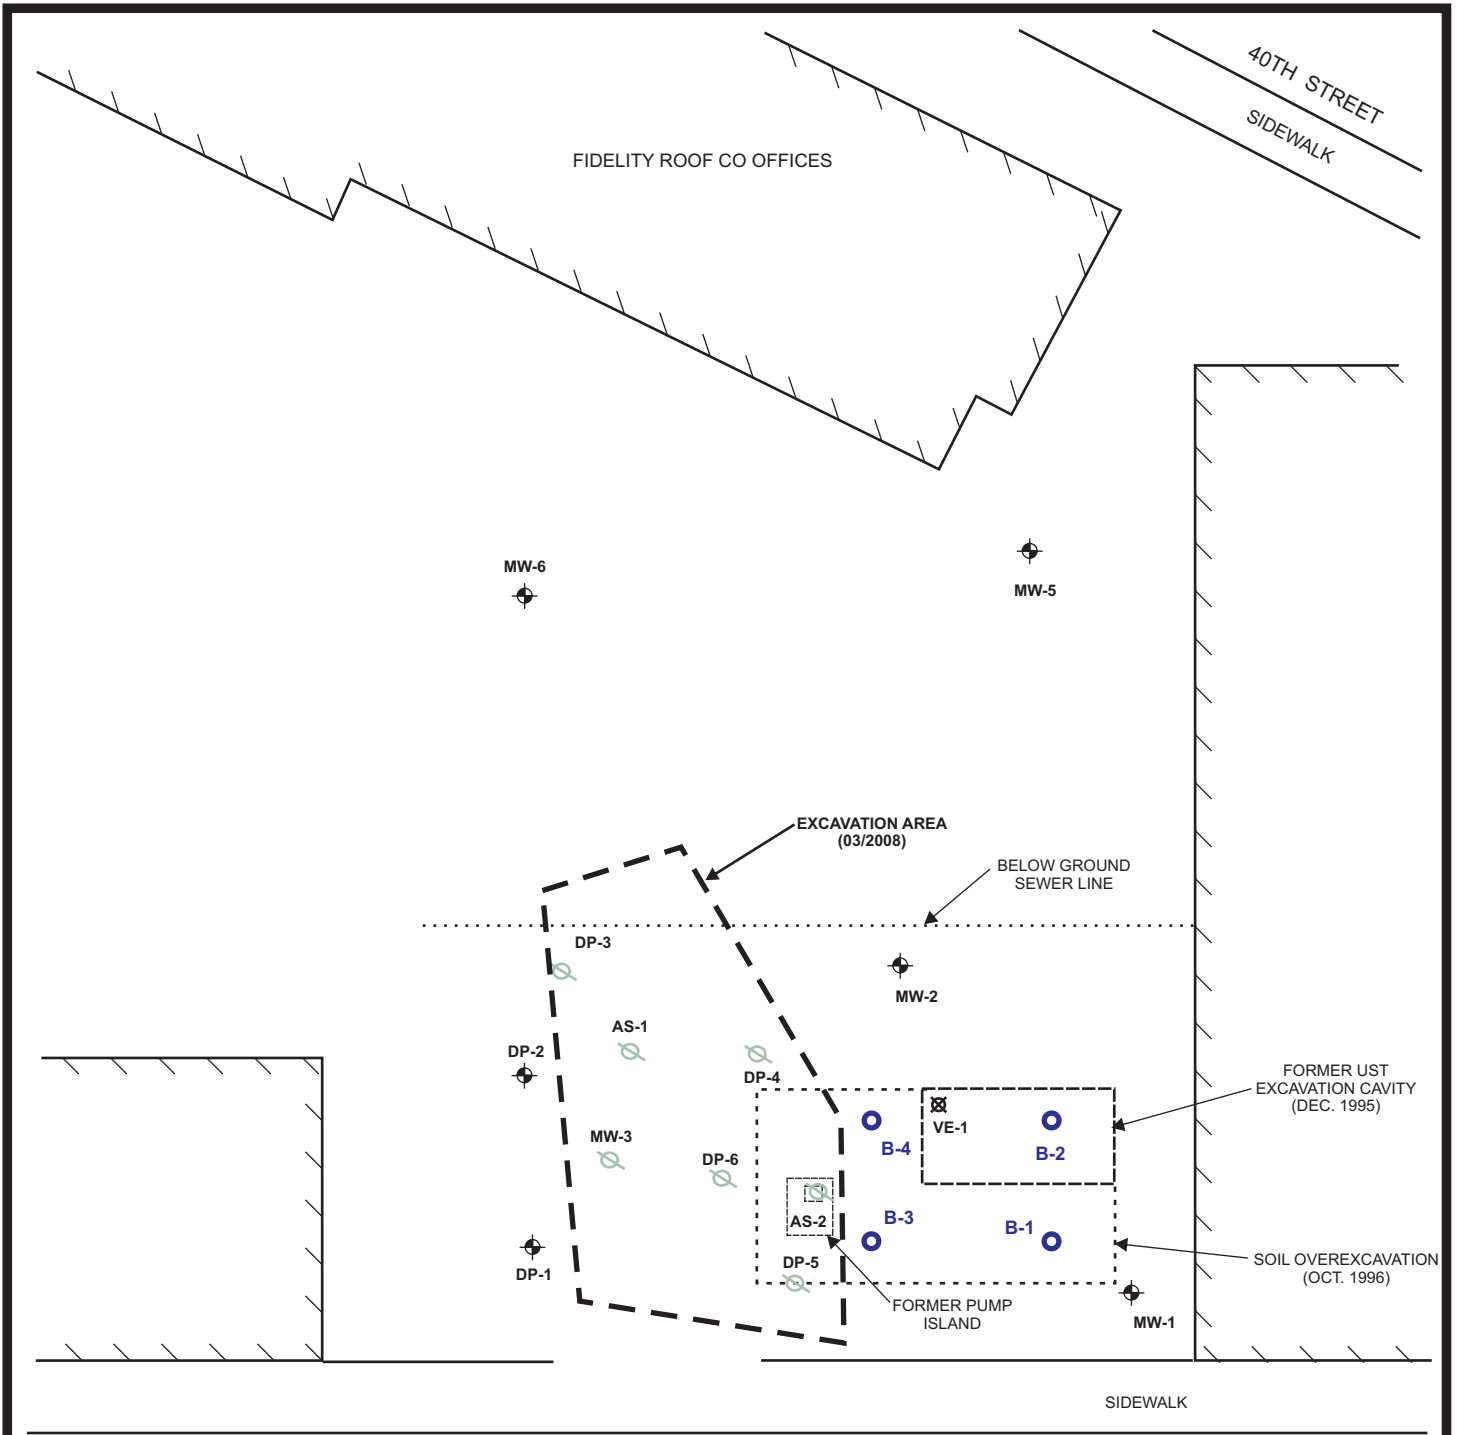 40TH STREET
SIDEWALK
FIDELITY ROOF CO OFFICES
MW-6
MW-5
EXCAVATION AREA
(03/2008)
BELOW GROUND
SEWER LINE
DP-3
MW-2
AS-1
DP-2
DP-4
FORMER UST
EXCAVATION CAVITY
(DEC. 1995)
VE-1
MW-3
B-4
B-2
DP-6
AS-2
B-3
B-1
DP-5
SOIL OVEREXCAVATION
(OCT. 1996)
DP-1
FORMER PUMP
ISLAND
MW-1
SIDEWALK